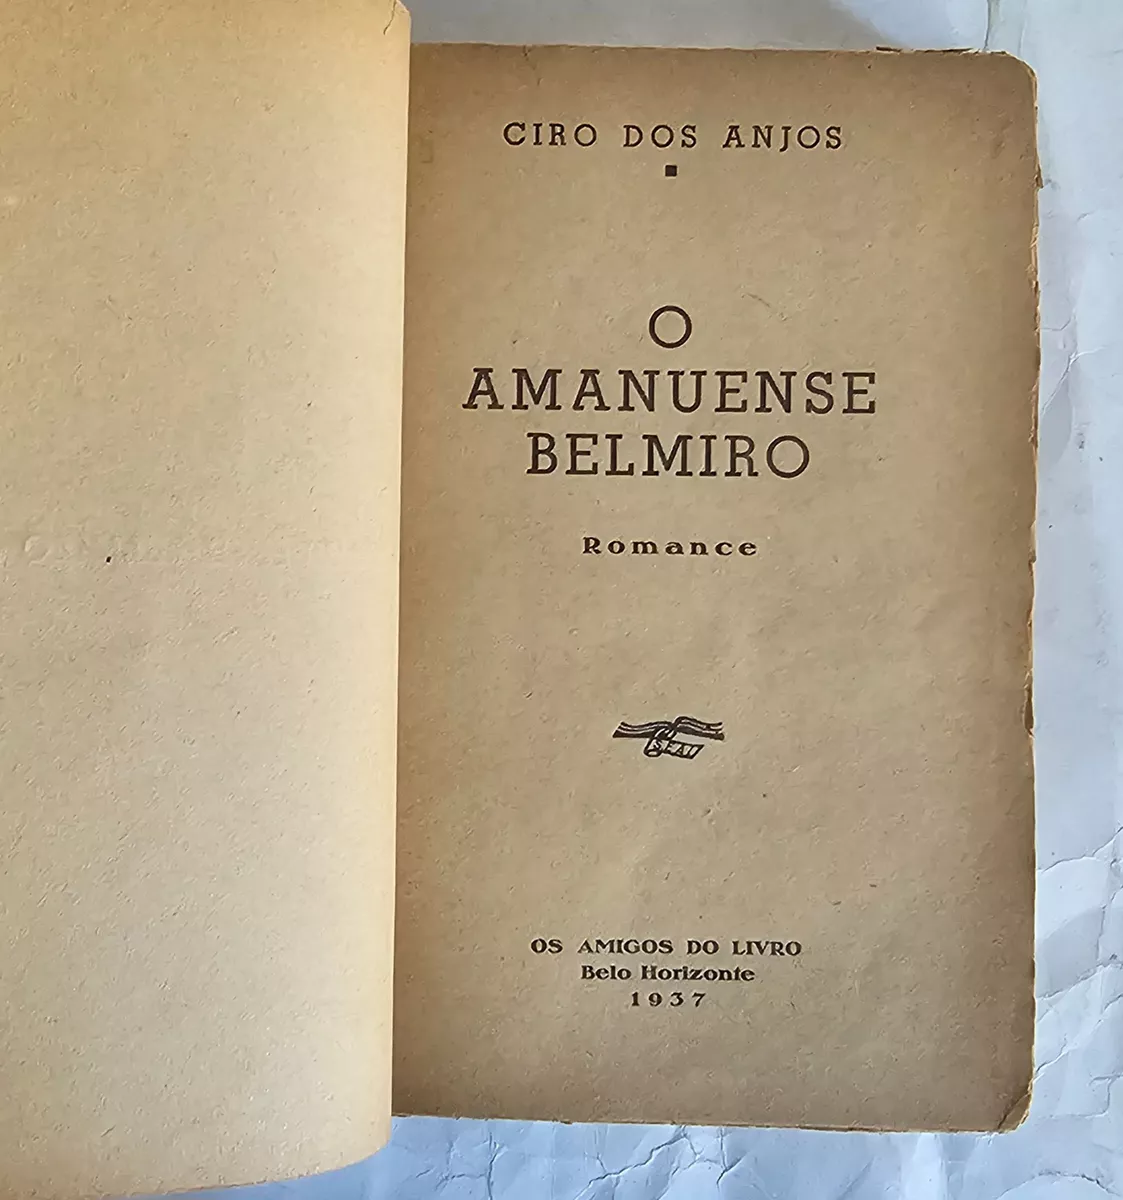 CIRO DOS ANJOS
O
AMANUENSE
BELMIRO
Romance
OS AMIGOS DO LIVRO
Belo Horizonte
1937